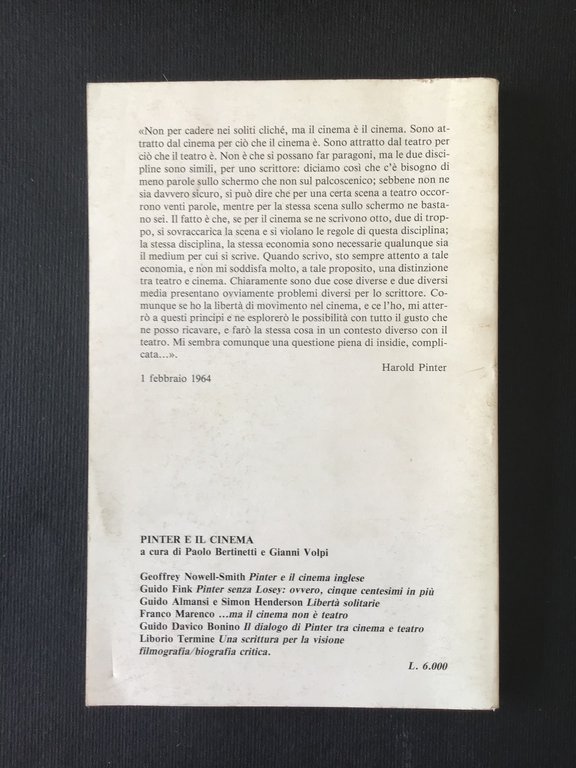 «Non per cadere nei soliti cliché, ma il cinema è il cinema. Sono at-
tratto dal cinema per ciò che il cinema è. Sono attratto dal teatro per
ciò che il teatro è. Non è che si possano far paragoni, ma le due disci-
pline sono simili, per uno scrittore: diciamo così che c'è bisogno di
meno parole sullo schermo che non sul palcoscenico; sebbene non ne
sia davvero sicuro, si può dire che per una certa scena a teatro occor-
rono venti parole, mentre per la stessa scena sullo schermo ne basta-
no sei. Il fatto è che, se per il cinema se ne scrivono otto, due di trop-
po, si sovraccarica la scena e si violano le regole di questa disciplina;
la stessa disciplina, la stessa economia sono necessarie qualunque sia
il medium per cui si scrive. Quando scrivo, sto sempre attento a tale
economia, e non mi soddisfa molto, a tale proposito, una distinzione
tra teatro e cinema. Chiaramente sono due cose diverse e due diversi
media presentano ovviamente problemi diversi per lo scrittore. Co-
munque se ho la libertà di movimento nel cinema, e ce l'ho, mi atter-
rò a questi principi e ne esplorerò le possibilità con tutto il gusto che
ne posso ricavare, e farò la stessa cosa in un contesto diverso con il
teatro. Mi sembra comunque una questione piena di insidie, compli-
cata...».
Harold Pinter
1 febbraio 1964
PINTER E IL CINEMA
a cura di Paolo Bertinetti e Gianni Volpi
Geoffrey Nowell-Smith Pinter e il cinema inglese
Guido Fink Pinter senza Losey: ovvero, cinque centesimi in più
Guido Almansi e Simon Henderson Libertà solitarie
Franco Marenco ...ma il cinema non è teatro
Guido Davico Bonino Il dialogo di Pinter tra cinema e teatro
Liborio Termine Una scrittura per la visione
filmografia/biografia critica.
L. 6.000